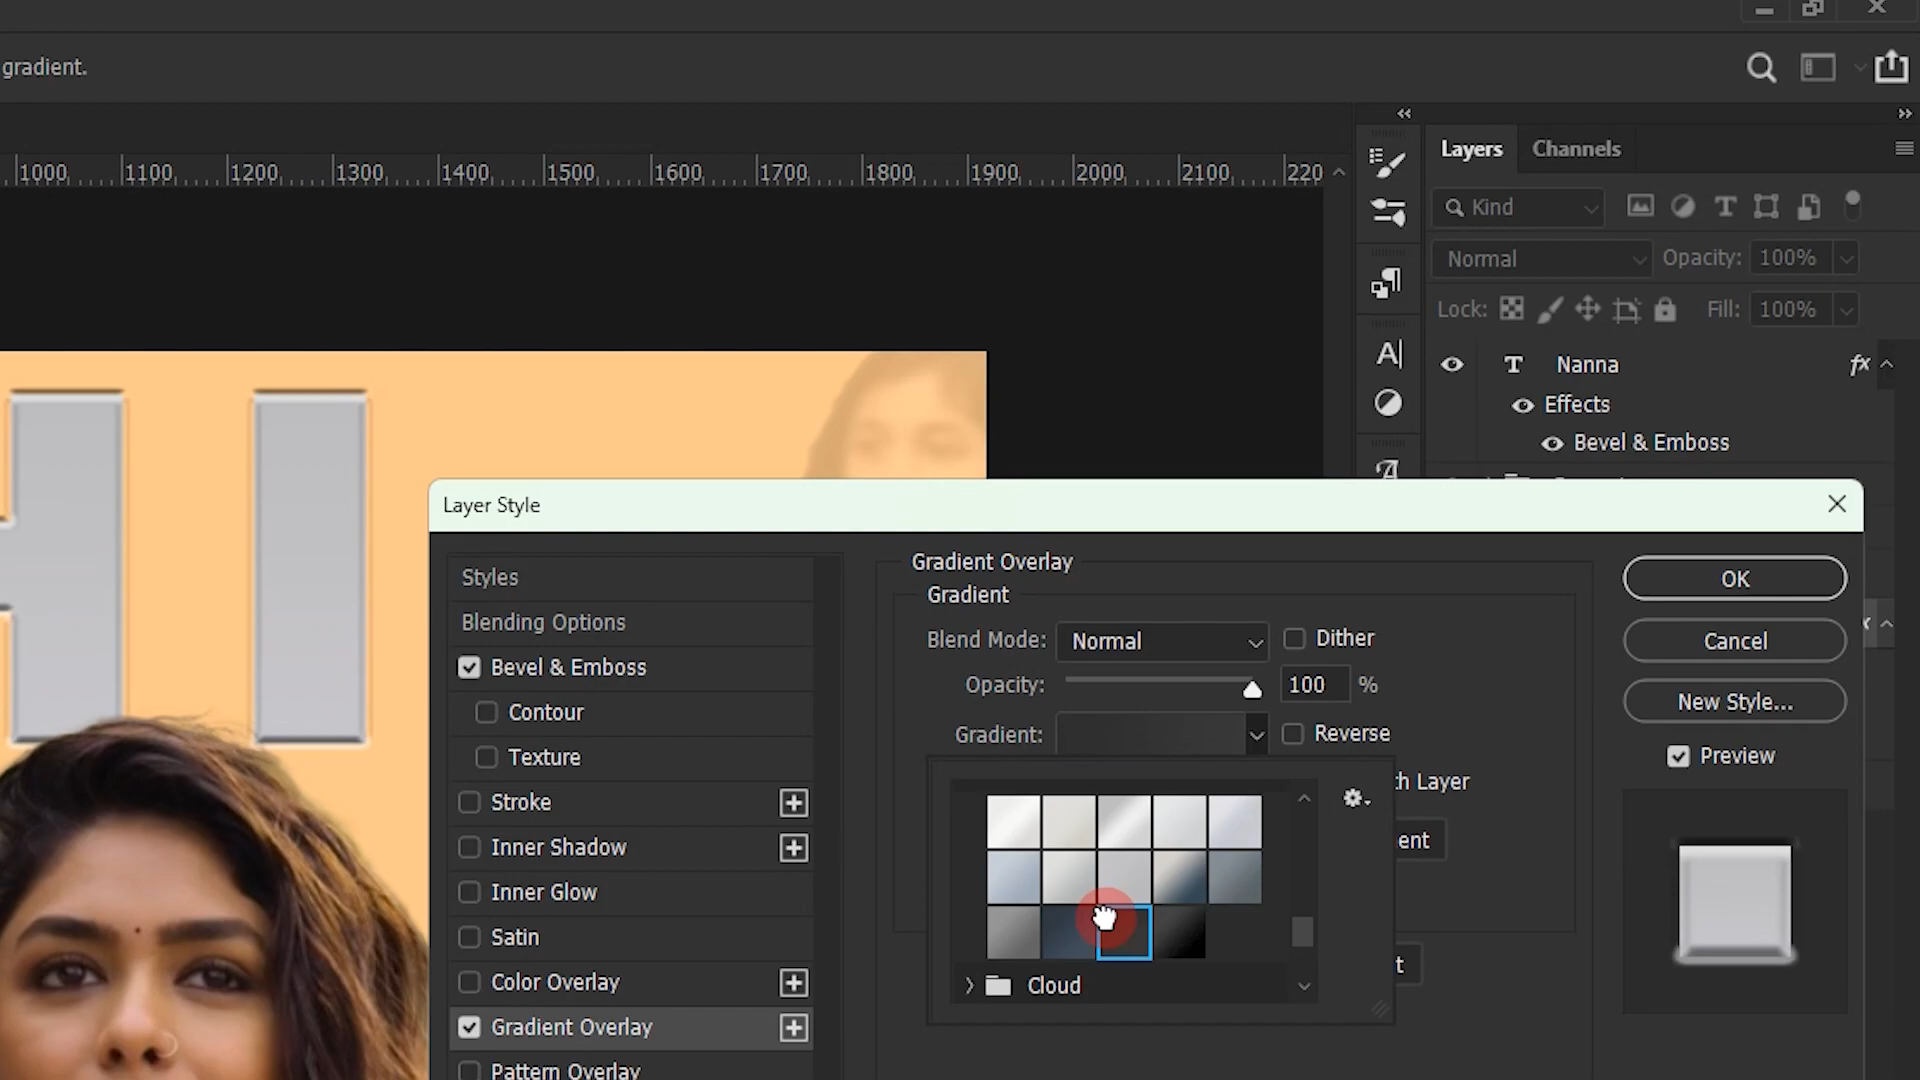 gradient.
1000 1100 1200 1300 1400 1500 1600 1700 1800 1900 2000 2100 220
Layers Channels
Kind
Normal Opacity: 100%
Lock: Fill: 100%
T Nanna fx
Effects
Bevel & Emboss
HI
Layer Style
Styles
Blending Options
Bevel & Emboss
Contour
Texture
Stroke
Inner Shadow
Inner Glow
Satin
Color Overlay
Gradient Overlay
Pattern Overlay
Gradient Overlay
Gradient
Blend Mode: Normal Dither
Opacity: 100 %
Gradient: Reverse
th Layer
ent
t
Cloud
OK
Cancel
New Style...
Preview